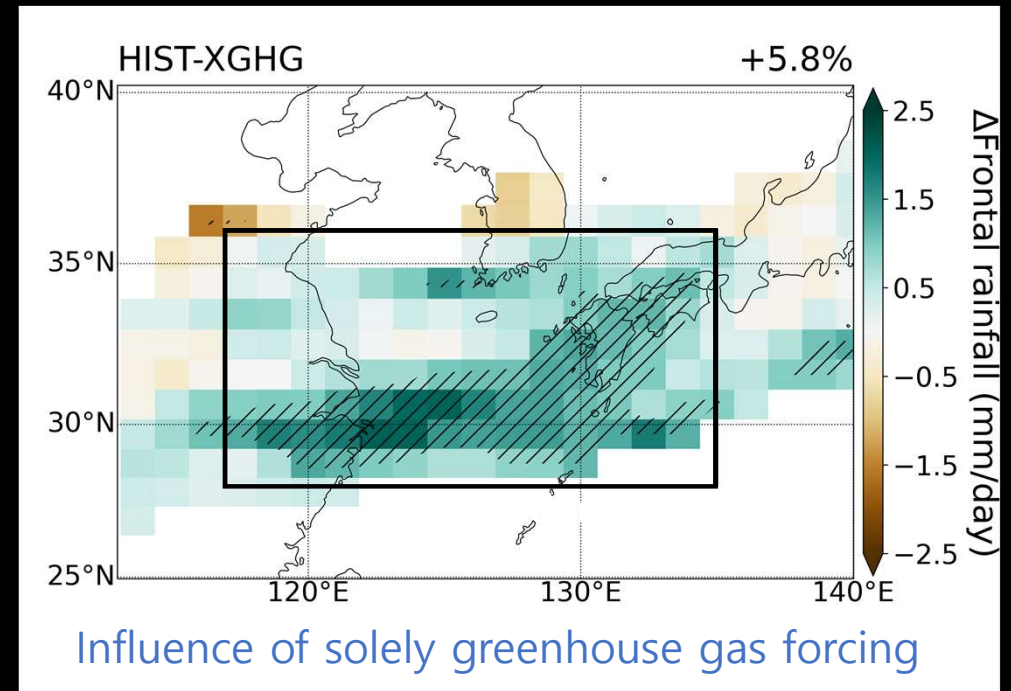 HIST-XGHG +5.8%
40°N
35°N
30°N
25°N
120°E 130°E 140°E
2.5
1.5
0.5
−0.5
−1.5
−2.5
ΔFrontal rainfall (mm/day)
Influence of solely greenhouse gas forcing